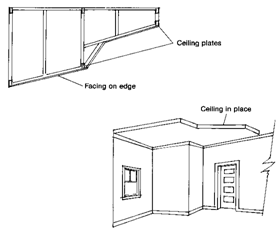 Ceiling plates
Facing on edge
Ceiling in place